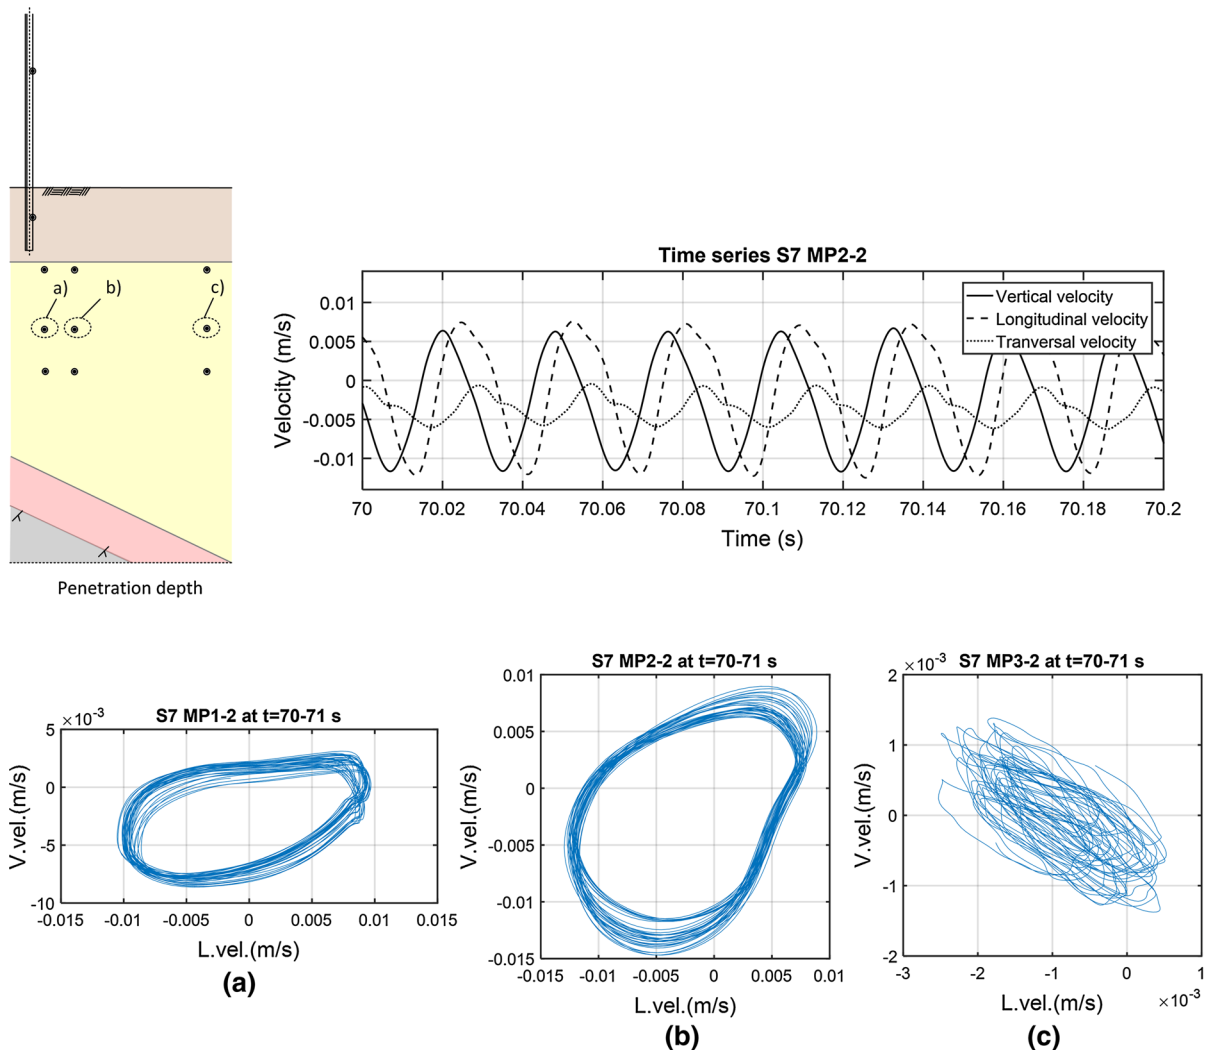 a)
b)
c)
Penetration depth
Time series S7 MP2-2
Velocity (m/s)
0.01
0.005
0
-0.005
-0.01
Vertical velocity
Longitudinal velocity
Tranversal velocity
70
70.02
70.04
70.06
70.08
70.1
70.12
70.14
70.16
70.18
70.2
Time (s)
S7 MP1-2 at t=70-71 s
×10⁻³
V.vel.(m/s)
5
0
-5
-10
-0.015
-0.01
-0.005
0
0.005
0.01
0.015
L.vel.(m/s)
(a)
S7 MP2-2 at t=70-71 s
V.vel.(m/s)
0.01
0.005
0
-0.005
-0.01
-0.015
-0.015
-0.01
-0.005
0
0.005
0.01
L.vel.(m/s)
(b)
S7 MP3-2 at t=70-71 s
×10⁻³
V.vel.(m/s)
2
1
0
-1
-2
-3
-2
-1
0
1
L.vel.(m/s)
×10⁻³
(c)